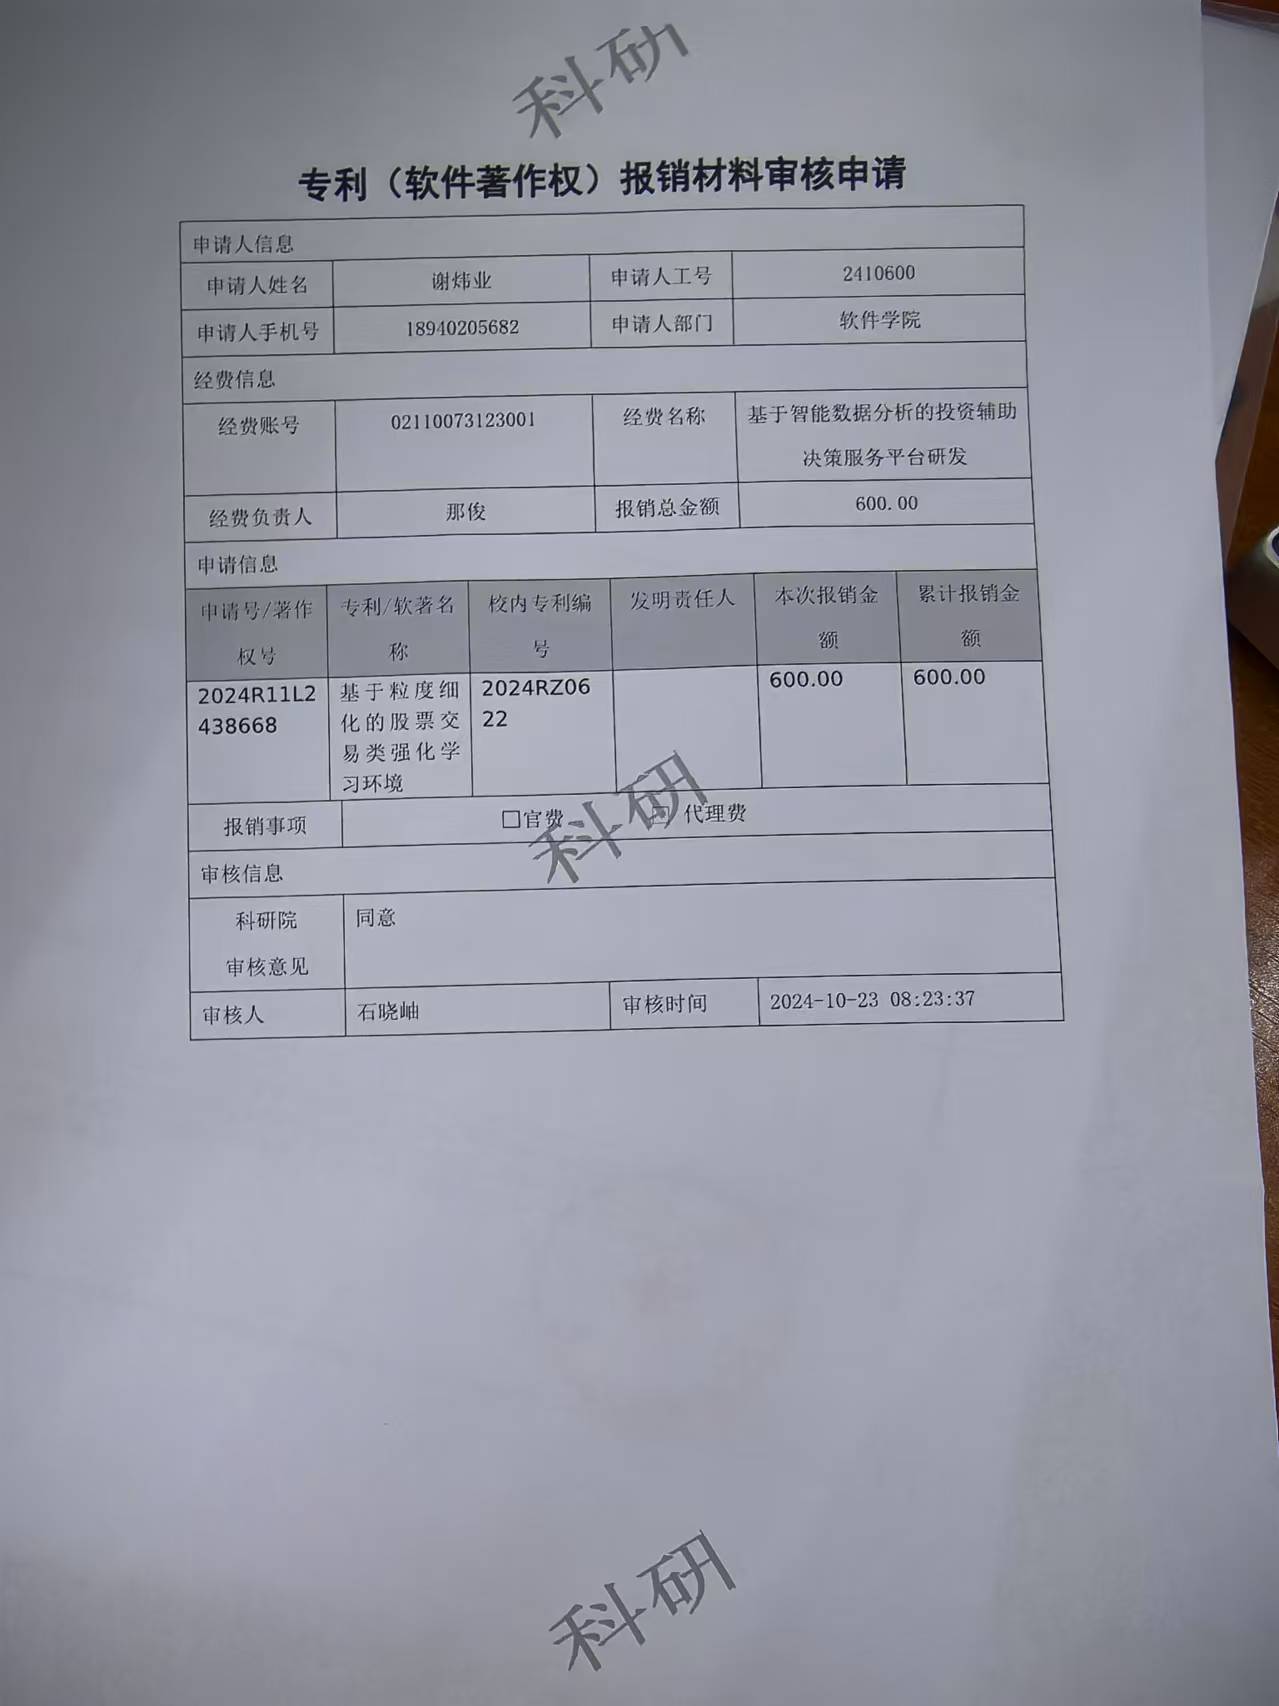 科研
专利（软件著作权）报销材料审核申请
申请人信息
申请人姓名 谢炜业 申请人工号 2410600
申请人手机号 18940205682 申请人部门 软件学院
经费信息
经费账号 02110073123001 经费名称 基于智能数据分析的投资辅助
决策服务平台研发
经费负责人 那俊 报销总金额 600.00
申请信息
申请号/著作 专利/软著名 校内专利编 发明责任人 本次报销金 累计报销金
权号 称 号 额 额
2024R11L2 基于粒度细 2024RZ06 600.00 600.00
438668 化的股票交 22
易类强化学
习环境
报销事项 □官费 □ 代理费
科研
审核信息
科研院 同意
审核意见
审核人 石晓岫 审核时间 2024-10-23 08:23:37
科研